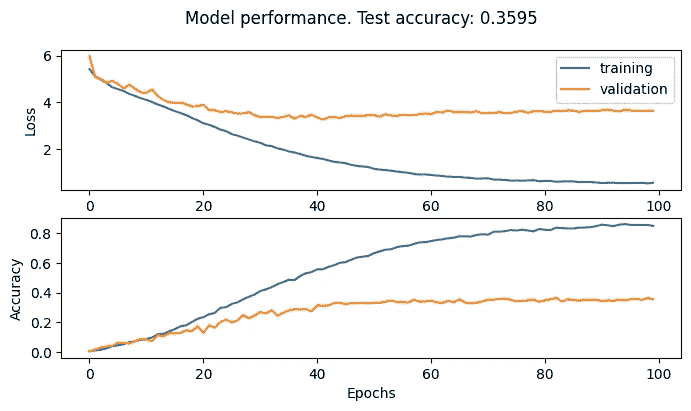 Model performance. Test accuracy: 0.3595
6
4
2
Loss
training
validation
0 20 40 60 80 100
0.8
0.6
0.4
0.2
0.0
Accuracy
0 20 40 60 80 100
Epochs